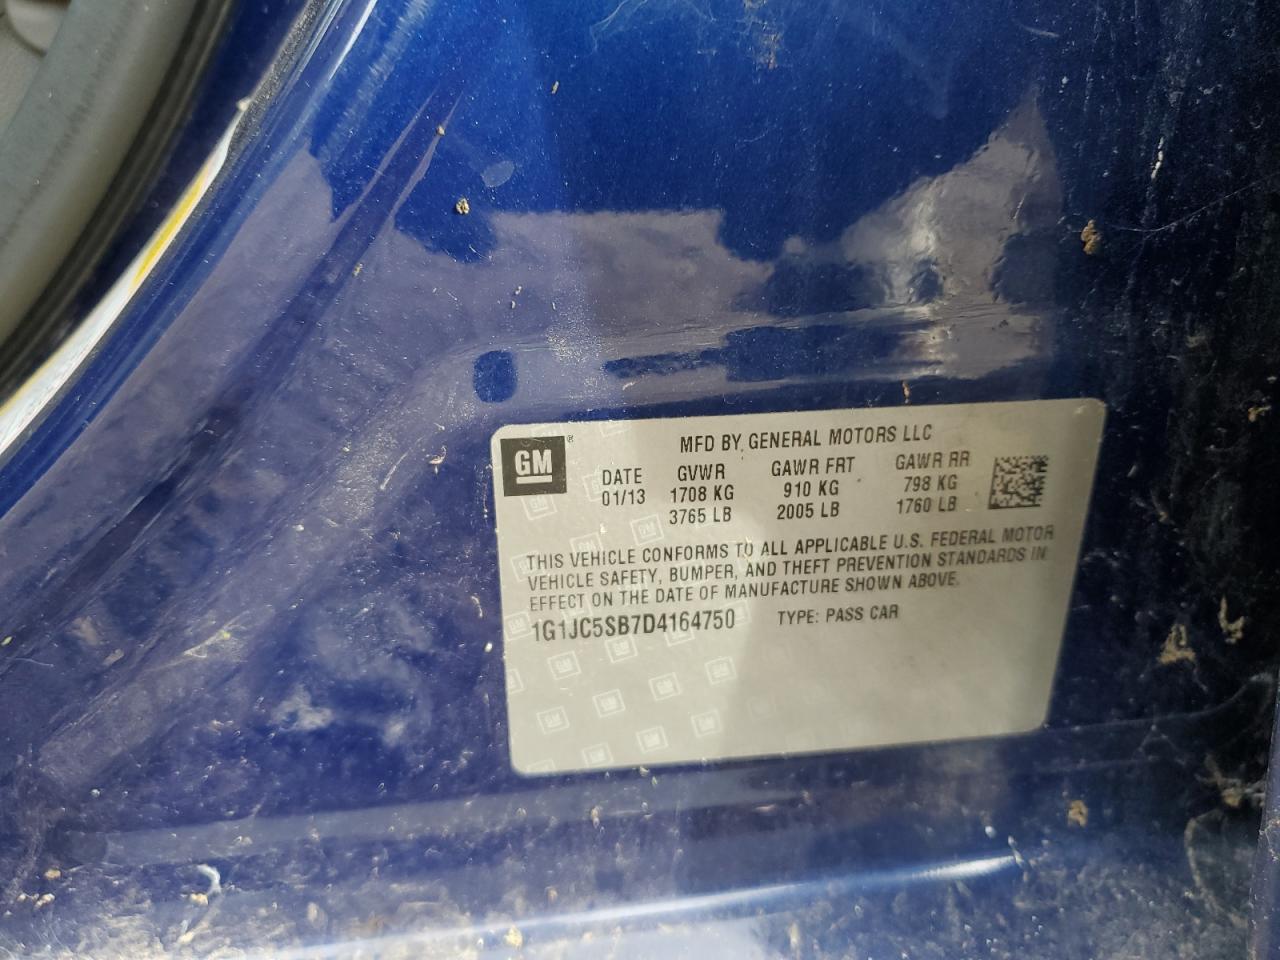 GM®
MFD BY GENERAL MOTORS LLC
DATE GVWR GAWR FRT GAWR RR
01/13 1708 KG 910 KG 798 KG
3765 LB 2005 LB 1760 LB
THIS VEHICLE CONFORMS TO ALL APPLICABLE U.S. FEDERAL MOTOR
VEHICLE SAFETY, BUMPER, AND THEFT PREVENTION STANDARDS IN
EFFECT ON THE DATE OF MANUFACTURE SHOWN ABOVE.
1G1JC5SB7D4164750 TYPE: PASS CAR